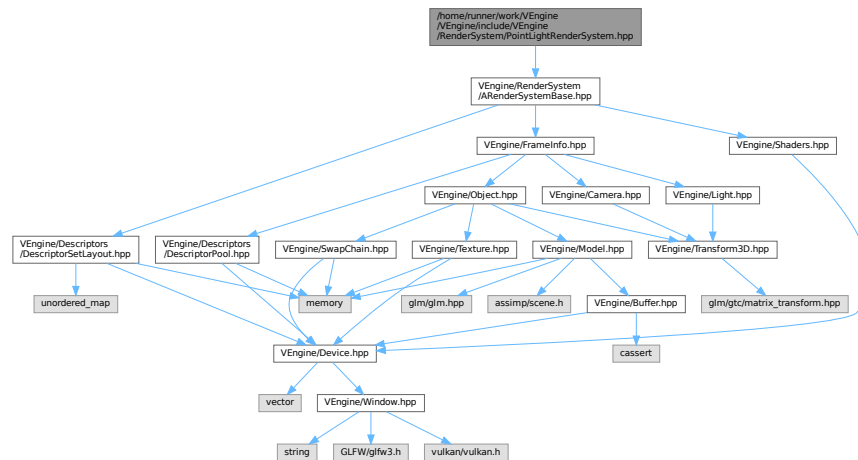 /home/runner/work/VEngine
/VEngine/include/VEngine
/RenderSystem/PointLightRenderSystem.hpp
VEngine/RenderSystem
/ARenderSystemBase.hpp
VEngine/FrameInfo.hpp
VEngine/Shaders.hpp
VEngine/Object.hpp
VEngine/Camera.hpp
VEngine/Light.hpp
VEngine/Descriptors
/DescriptorSetLayout.hpp
VEngine/Descriptors
/DescriptorPool.hpp
VEngine/SwapChain.hpp
VEngine/Texture.hpp
VEngine/Model.hpp
VEngine/Transform3D.hpp
unordered_map
memory
glm/glm.hpp
assimp/scene.h
VEngine/Buffer.hpp
glm/gtc/matrix_transform.hpp
VEngine/Device.hpp
cassert
vector
VEngine/Window.hpp
string
GLFW/glfw3.h
vulkan/vulkan.h